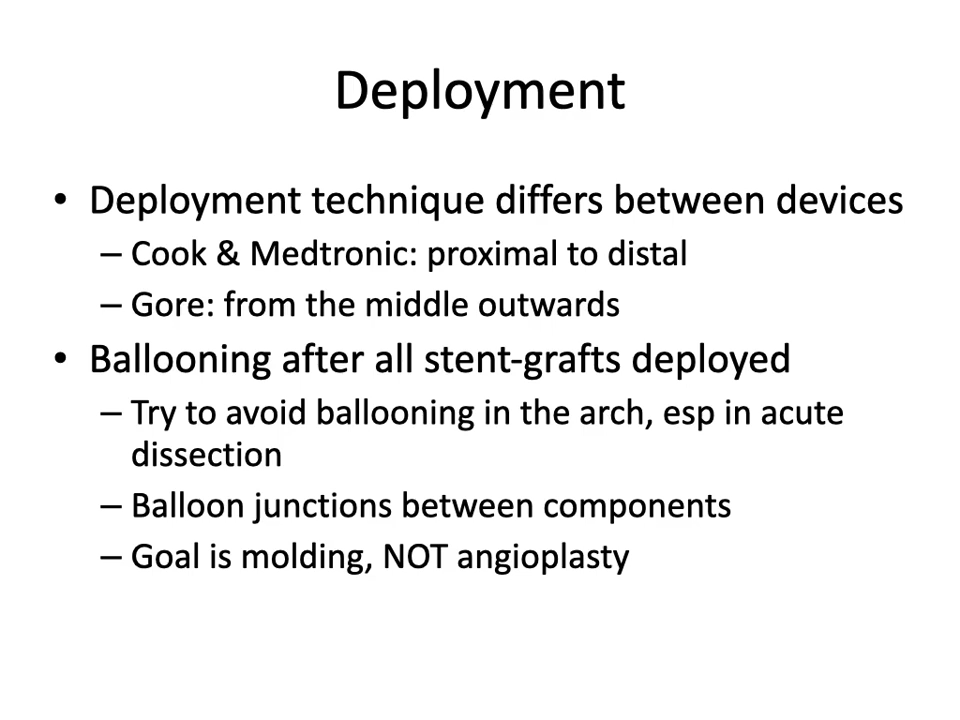 Deployment
• Deployment technique differs between devices
– Cook & Medtronic: proximal to distal
– Gore: from the middle outwards
• Ballooning after all stent-grafts deployed
– Try to avoid ballooning in the arch, esp in acute
dissection
– Balloon junctions between components
– Goal is molding, NOT angioplasty